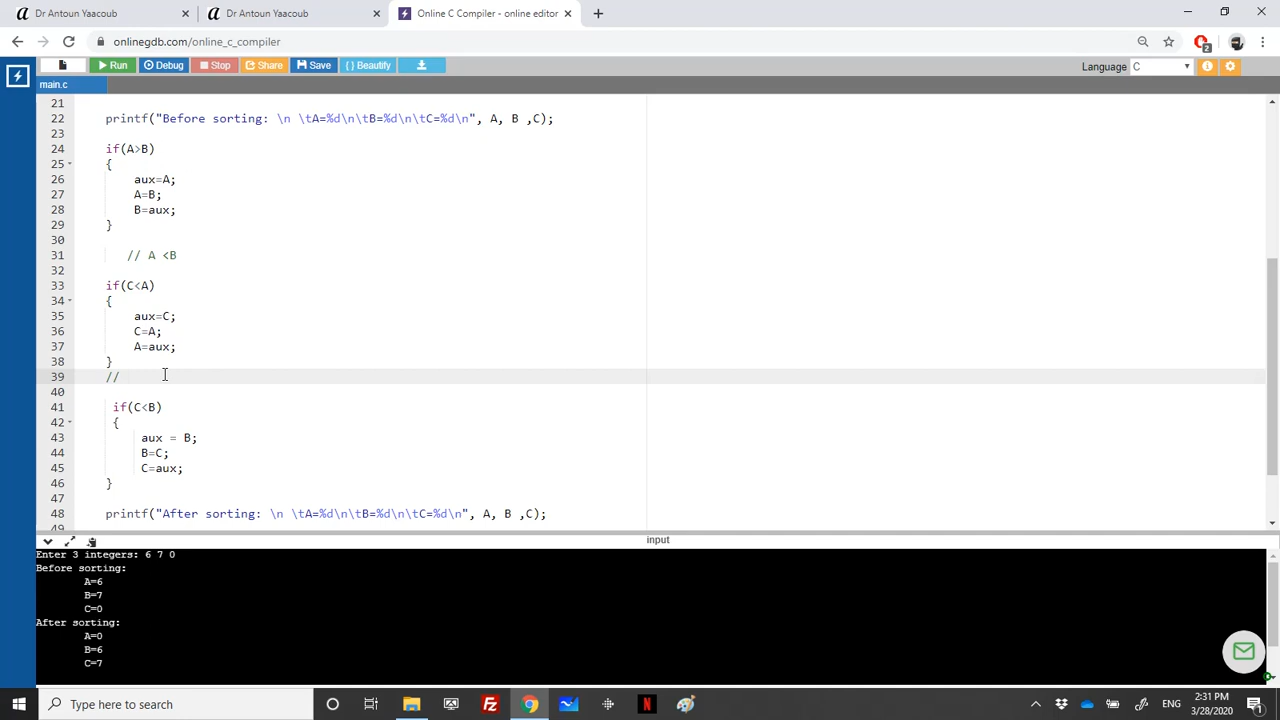 Dr Antoun Yaacoub
Dr Antoun Yaacoub
Online C Compiler - online editor
onlinegdb.com/online_c_compiler
2
Run
Debug
Stop
Share
Save
{ } Beautify
Language C
main.c
21
22 printf("Before sorting: \n \tA=%d\n\tB=%d\n\tC=%d\n", A, B ,C);
23
24 if(A>B)
25 {
26 aux=A;
27 A=B;
28 B=aux;
29 }
30
31 // A <B
32
33 if(C<A)
34 {
35 aux=C;
36 C=A;
37 A=aux;
38 }
39 //
40
41 if(C<B)
42 {
43 aux = B;
44 B=C;
45 C=aux;
46 }
47
48 printf("After sorting: \n \tA=%d\n\tB=%d\n\tC=%d\n", A, B ,C);
49
input
Enter 3 integers: 6 7 0
Before sorting:
A=6
B=7
C=0
After sorting:
A=0
B=6
C=7
Type here to search
ENG
2:31 PM
3/28/2020
1